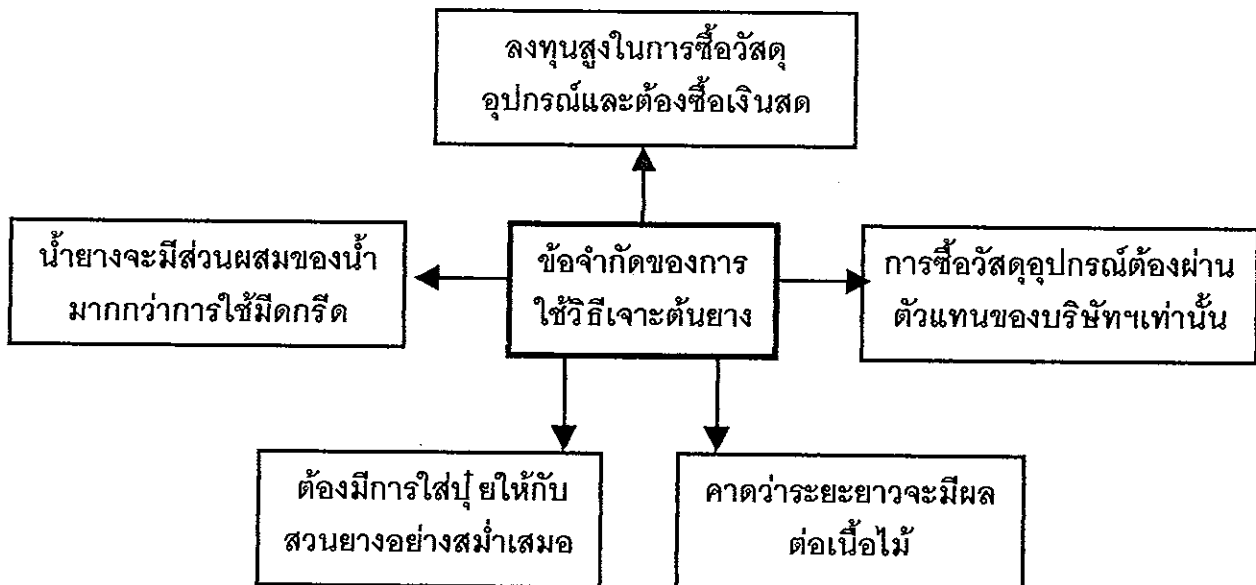 ลงทุนสูงในการซื้อวัสดุ
อุปกรณ์และต้องซื้อเงินสด
น้ำยางจะมีส่วนผสมของน้ำ
มากกว่าการใช้มีดกรีด
ข้อจำกัดของการ
ใช้วิธีเจาะต้นยาง
การซื้อวัสดุอุปกรณ์ต้องผ่าน
ตัวแทนของบริษัทฯเท่านั้น
ต้องมีการใส่ปุ๋ยให้กับ
สวนยางอย่างสม่ำเสมอ
คาดว่าระยะยาวจะมีผล
ต่อเนื้อไม้